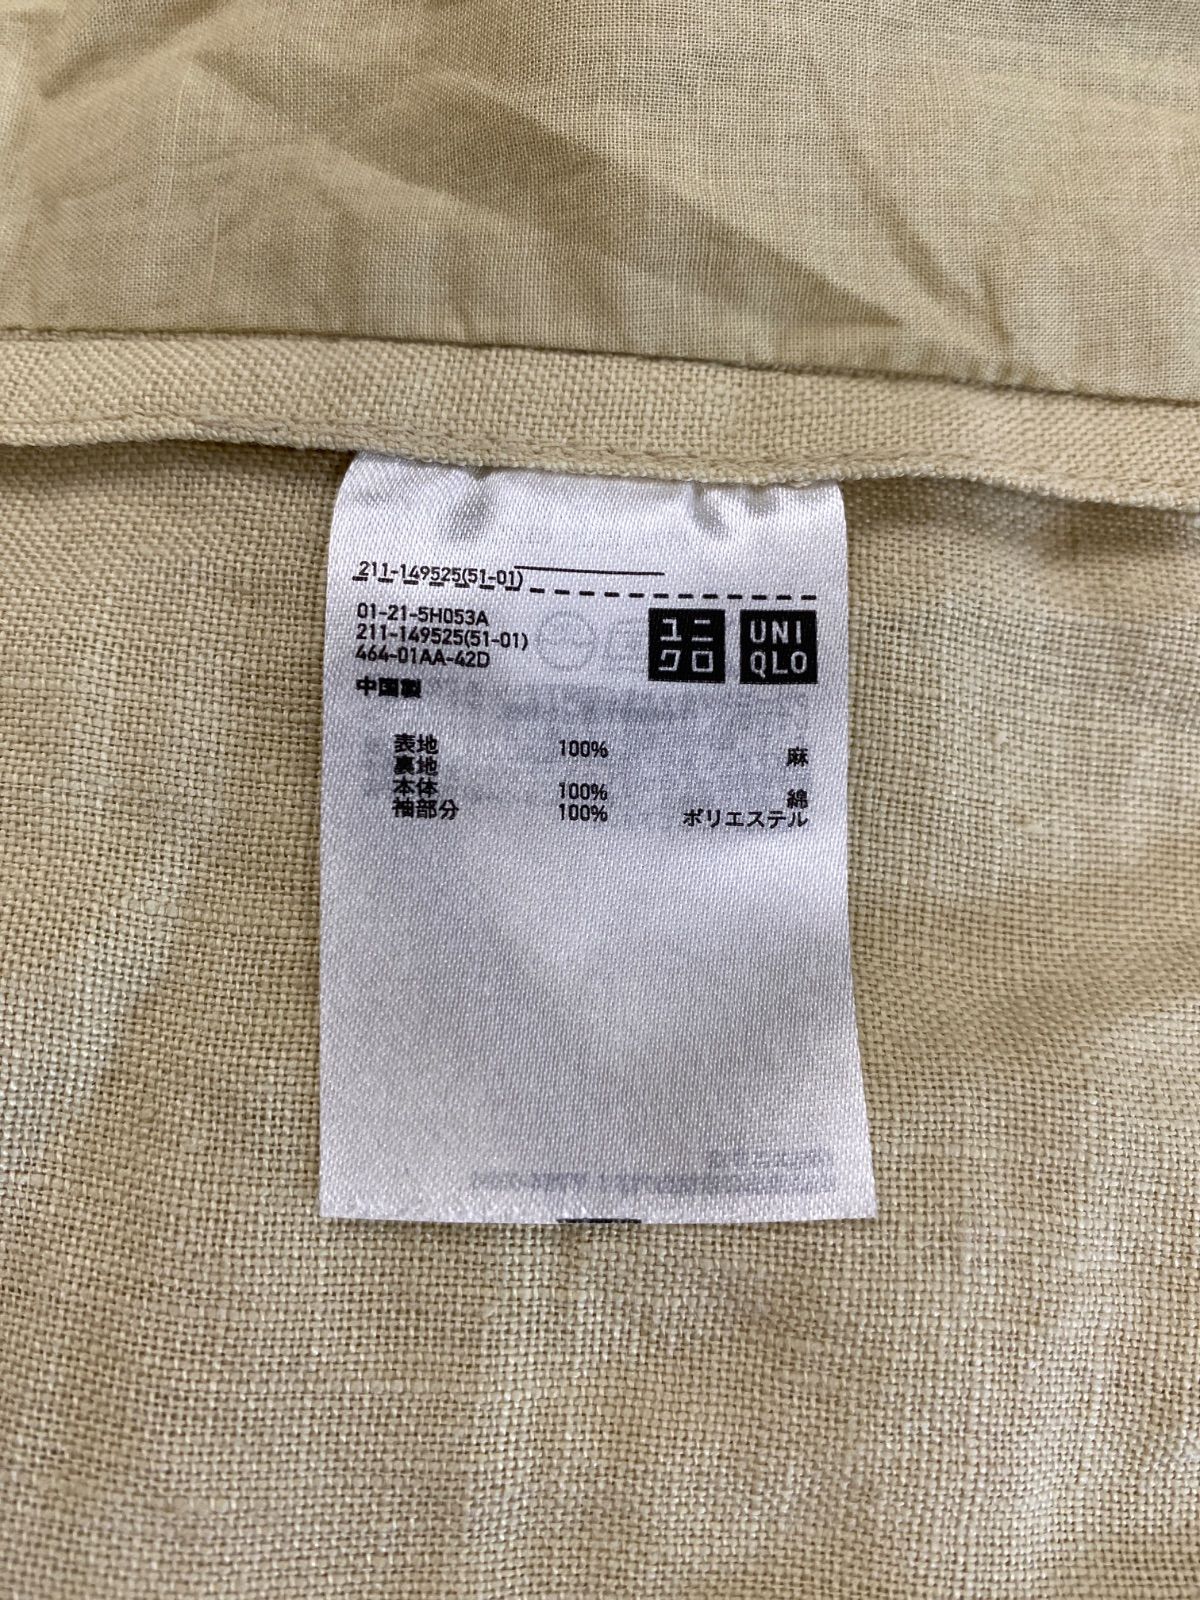 211-149525(51-01)
01-21-5H053A
211-149525(51-01)
464-01AA-42D
ユニ
クロ
UNI
QLO
中国製
表地 100% 麻
裏地
本体 100% 綿
袖部分 100% ポリエステル